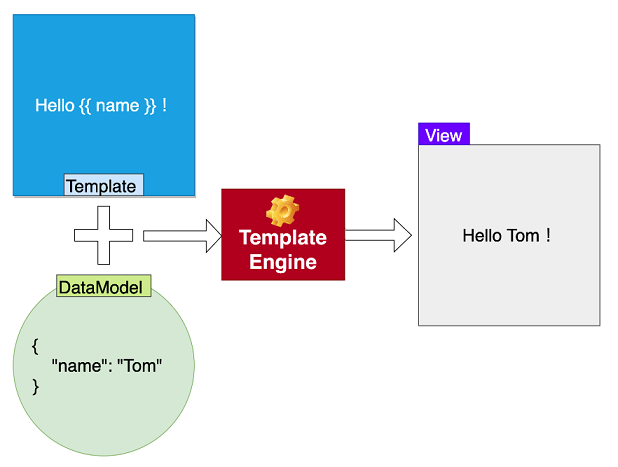 Hello {{ name }} !
Template
DataModel
{
"name": "Tom"
}
Template
Engine
View
Hello Tom !